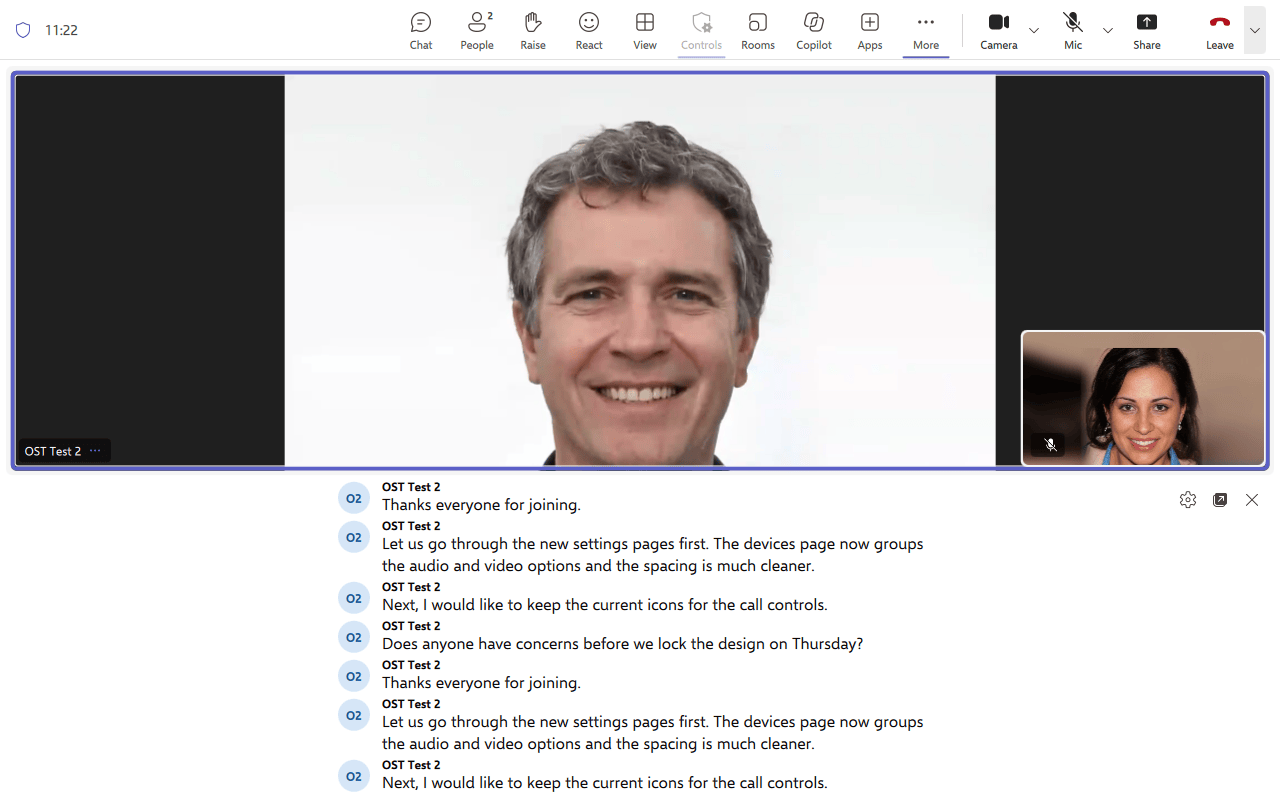 11:22
Chat
People
2
Raise
React
View
Controls
Rooms
Copilot
Apps
More
Camera
Mic
Share
Leave
OST Test 2
O2
OST Test 2
Thanks everyone for joining.
O2
OST Test 2
Let us go through the new settings pages first. The devices page now groups
the audio and video options and the spacing is much cleaner.
O2
OST Test 2
Next, I would like to keep the current icons for the call controls.
O2
OST Test 2
Does anyone have concerns before we lock the design on Thursday?
O2
OST Test 2
Thanks everyone for joining.
O2
OST Test 2
Let us go through the new settings pages first. The devices page now groups
the audio and video options and the spacing is much cleaner.
O2
OST Test 2
Next, I would like to keep the current icons for the call controls.